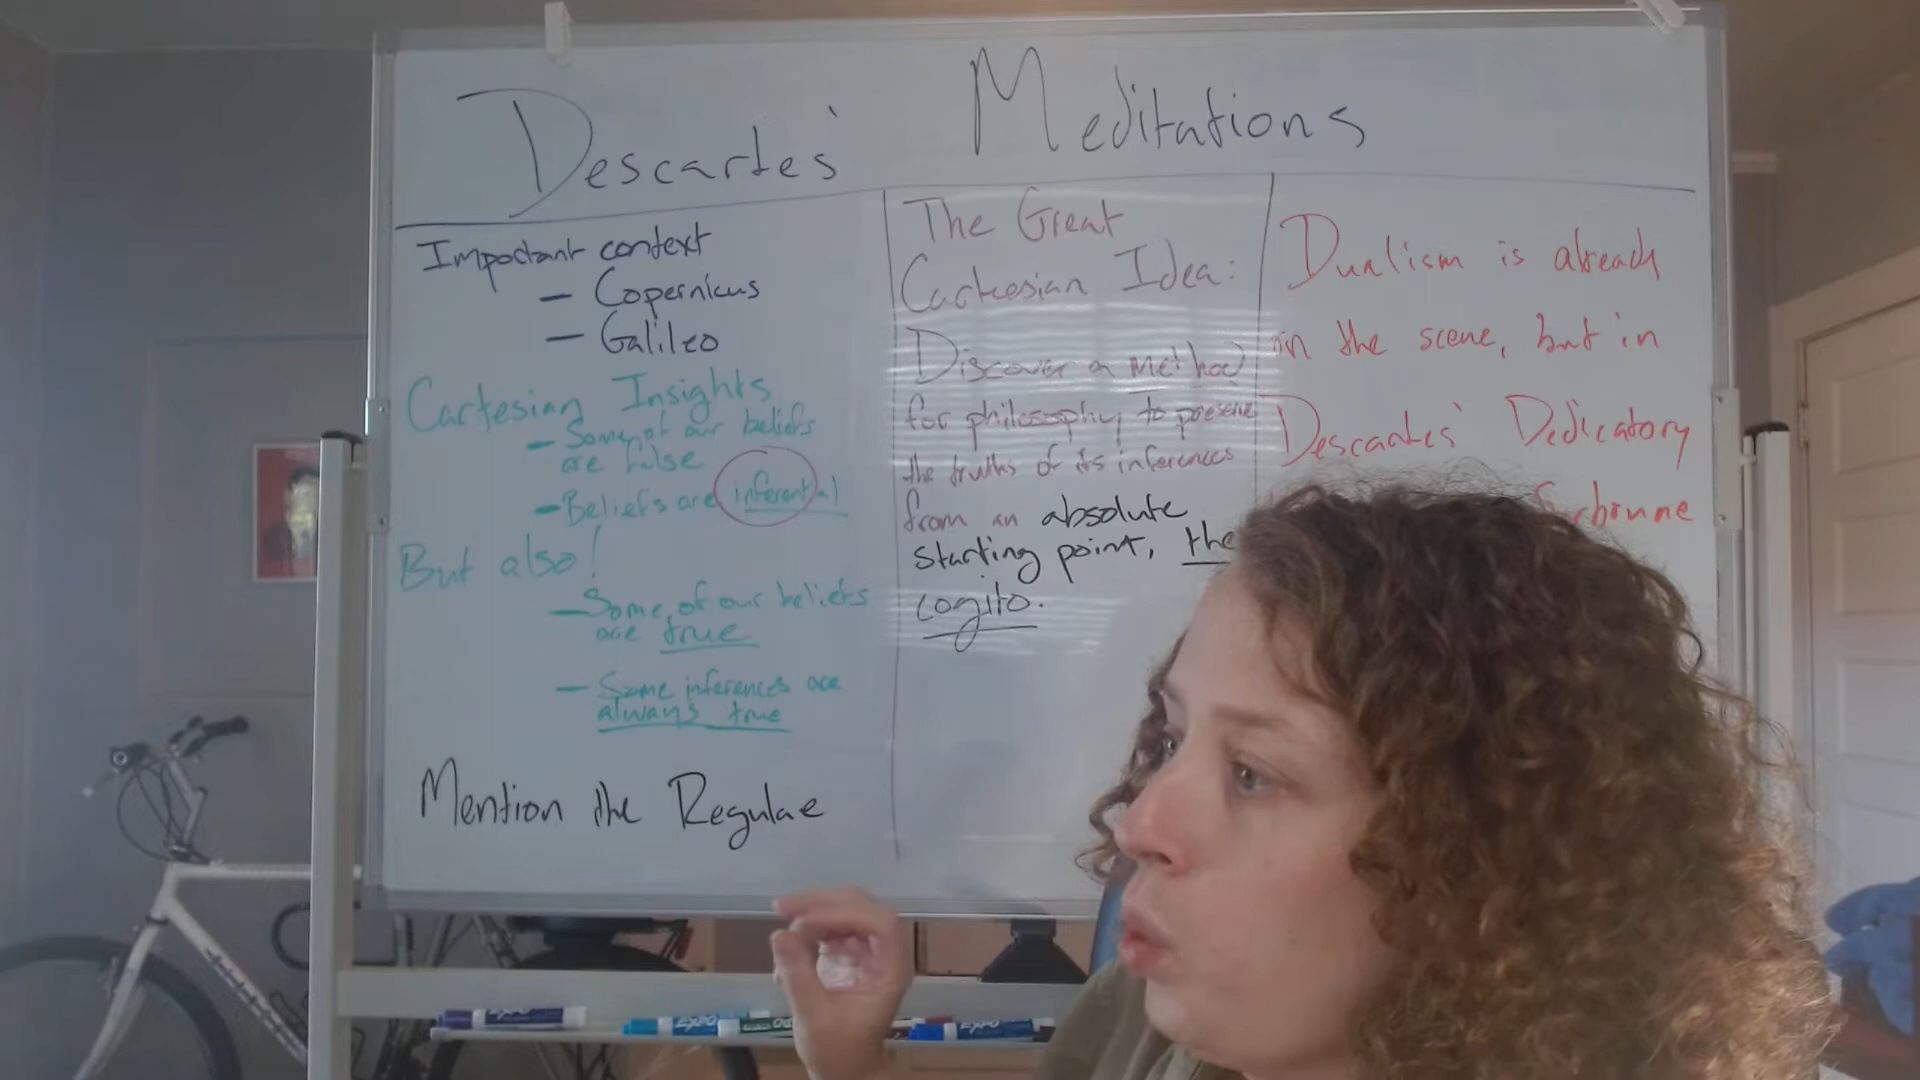 Descartes' Meditations
Important context
— Copernicus
— Galileo
Cartesian Insights
— Some of our beliefs
are false
— Beliefs are inferential
But also!
— Some of our beliefs
are true
— Some inferences are
always true
Mention the Regulae
The Great
Cartesian Idea:
Discover a method
for philosophy to preserve
the truths of its inferences
from an absolute
starting point, the
cogito.
Dualism is already
in the scene, but in
Descartes' Dedicatory
EXPO
EXPO
EXPO